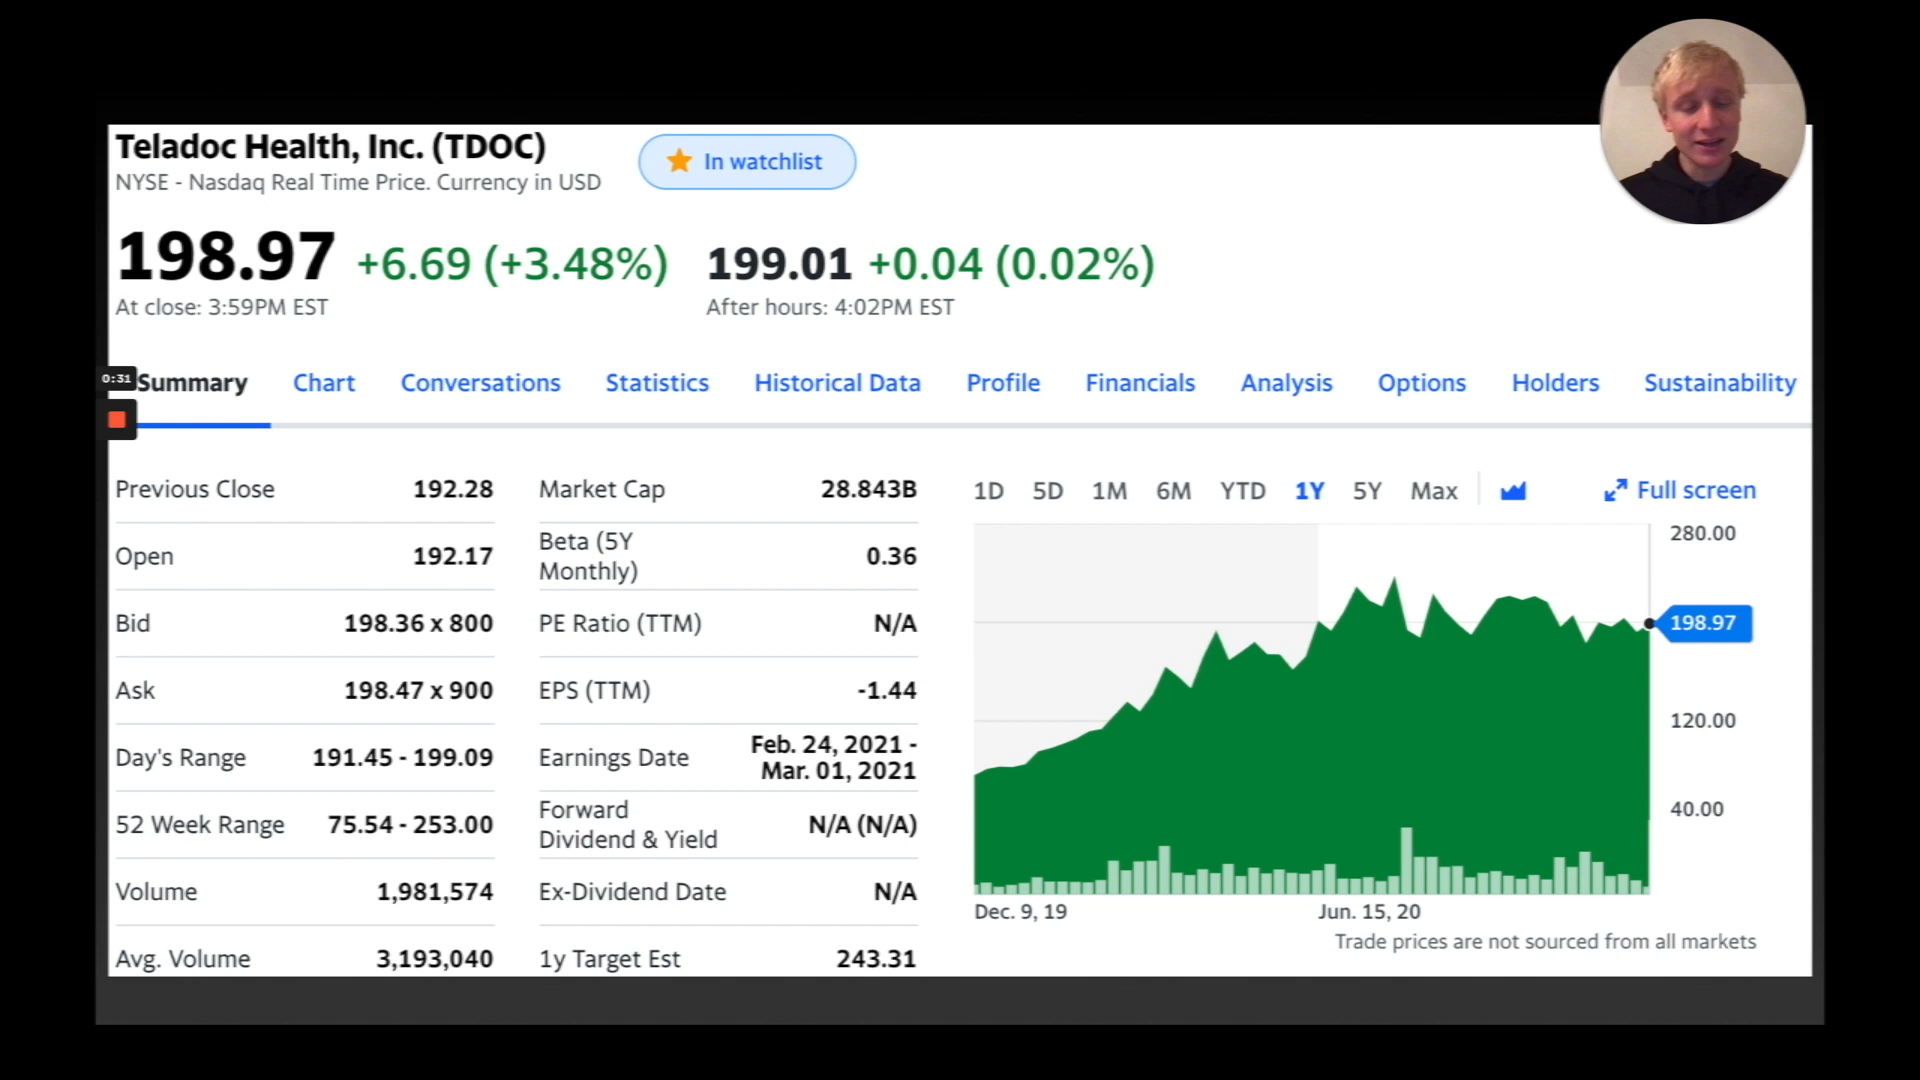 Teladoc Health, Inc. (TDOC)
NYSE - Nasdaq Real Time Price. Currency in USD
In watchlist
198.97 +6.69 (+3.48%)
At close: 3:59PM EST
199.01 +0.04 (0.02%)
After hours: 4:02PM EST
0:31
Summary Chart Conversations Statistics Historical Data Profile Financials Analysis Options Holders Sustainability
Previous Close 192.28
Open 192.17
Bid 198.36 x 800
Ask 198.47 x 900
Day's Range 191.45 - 199.09
52 Week Range 75.54 - 253.00
Volume 1,981,574
Avg. Volume 3,193,040
Market Cap 28.843B
Beta (5Y
Monthly) 0.36
PE Ratio (TTM) N/A
EPS (TTM) -1.44
Earnings Date Feb. 24, 2021 -
Mar. 01, 2021
Forward
Dividend & Yield N/A (N/A)
Ex-Dividend Date N/A
1y Target Est 243.31
1D 5D 1M 6M YTD 1Y 5Y Max Full screen
280.00
198.97
120.00
40.00
Dec. 9, 19 Jun. 15, 20
Trade prices are not sourced from all markets